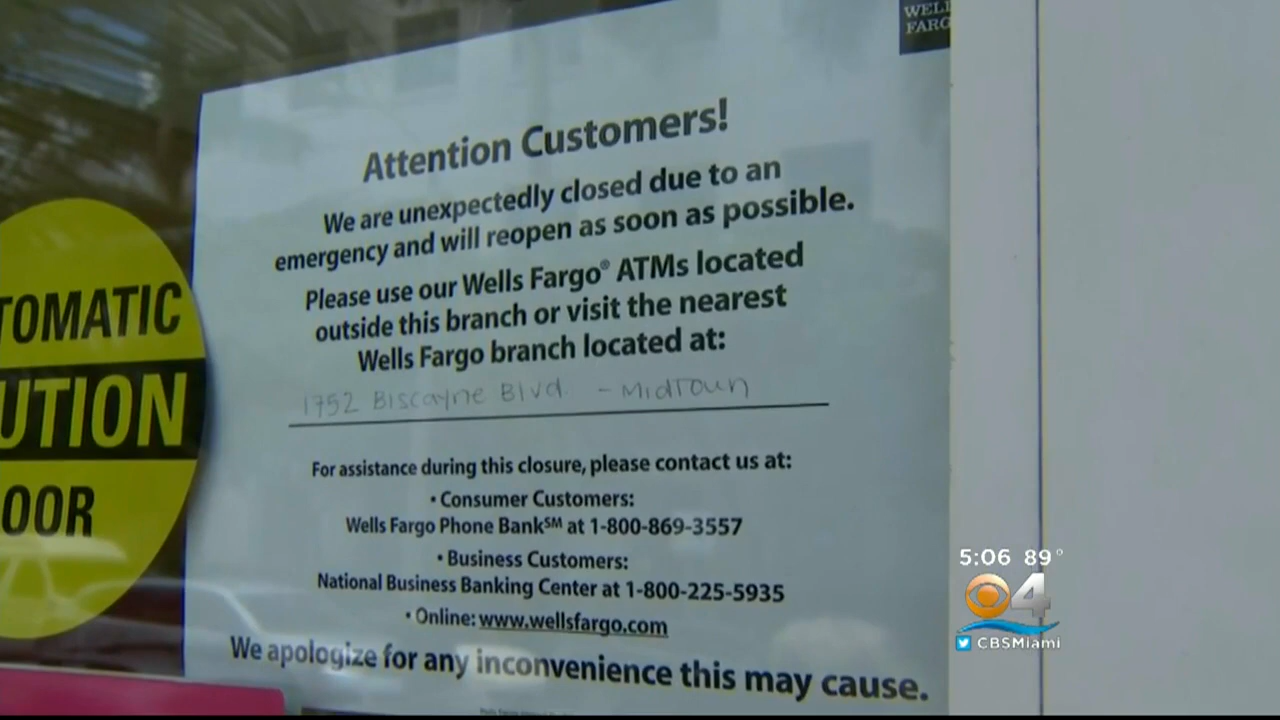 WELL
FARG
Attention Customers!
We are unexpectedly closed due to an
emergency and will reopen as soon as possible.
Please use our Wells Fargo® ATMs located
outside this branch or visit the nearest
Wells Fargo branch located at:
1752 Biscayne Blvd. - MidTown
For assistance during this closure, please contact us at:
• Consumer Customers:
Wells Fargo Phone Bank℠ at 1-800-869-3557
• Business Customers:
National Business Banking Center at 1-800-225-5935
• Online: www.wellsfargo.com
We apologize for any inconvenience this may cause.
TOMATIC
UTION
OOR
5:06 89°
4
CBSMiami